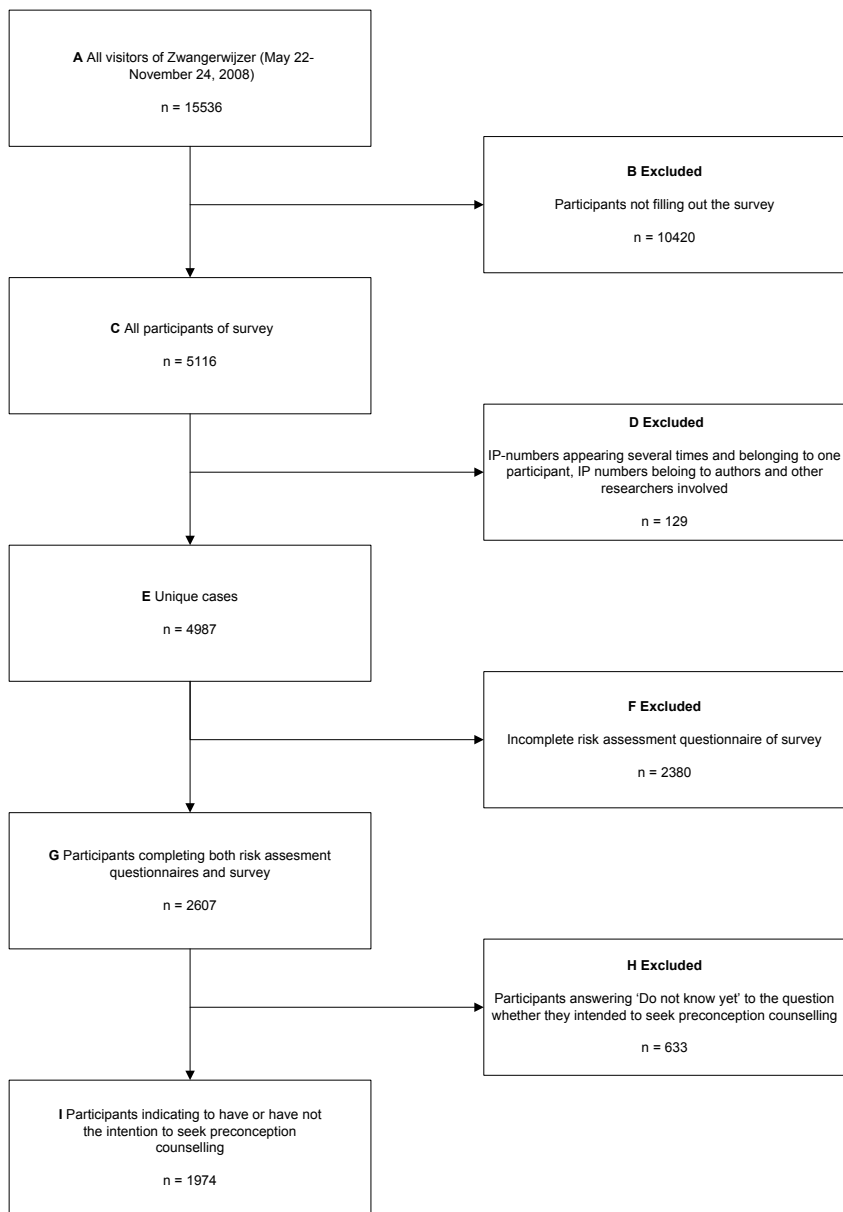 A All visitors of Zwangerwijzer (May 22-
November 24, 2008)
n = 15536
B Excluded
Participants not filling out the survey
n = 10420
C All participants of survey
n = 5116
D Excluded
IP-numbers appearing several times and belonging to one
participant, IP numbers beloing to authors and other
researchers involved
n = 129
E Unique cases
n = 4987
F Excluded
Incomplete risk assessment questionnaire of survey
n = 2380
G Participants completing both risk assesment
questionnaires and survey
n = 2607
H Excluded
Participants answering ‘Do not know yet’ to the question
whether they intended to seek preconception counselling
n = 633
I Participants indicating to have or have not
the intention to seek preconception
counselling
n = 1974